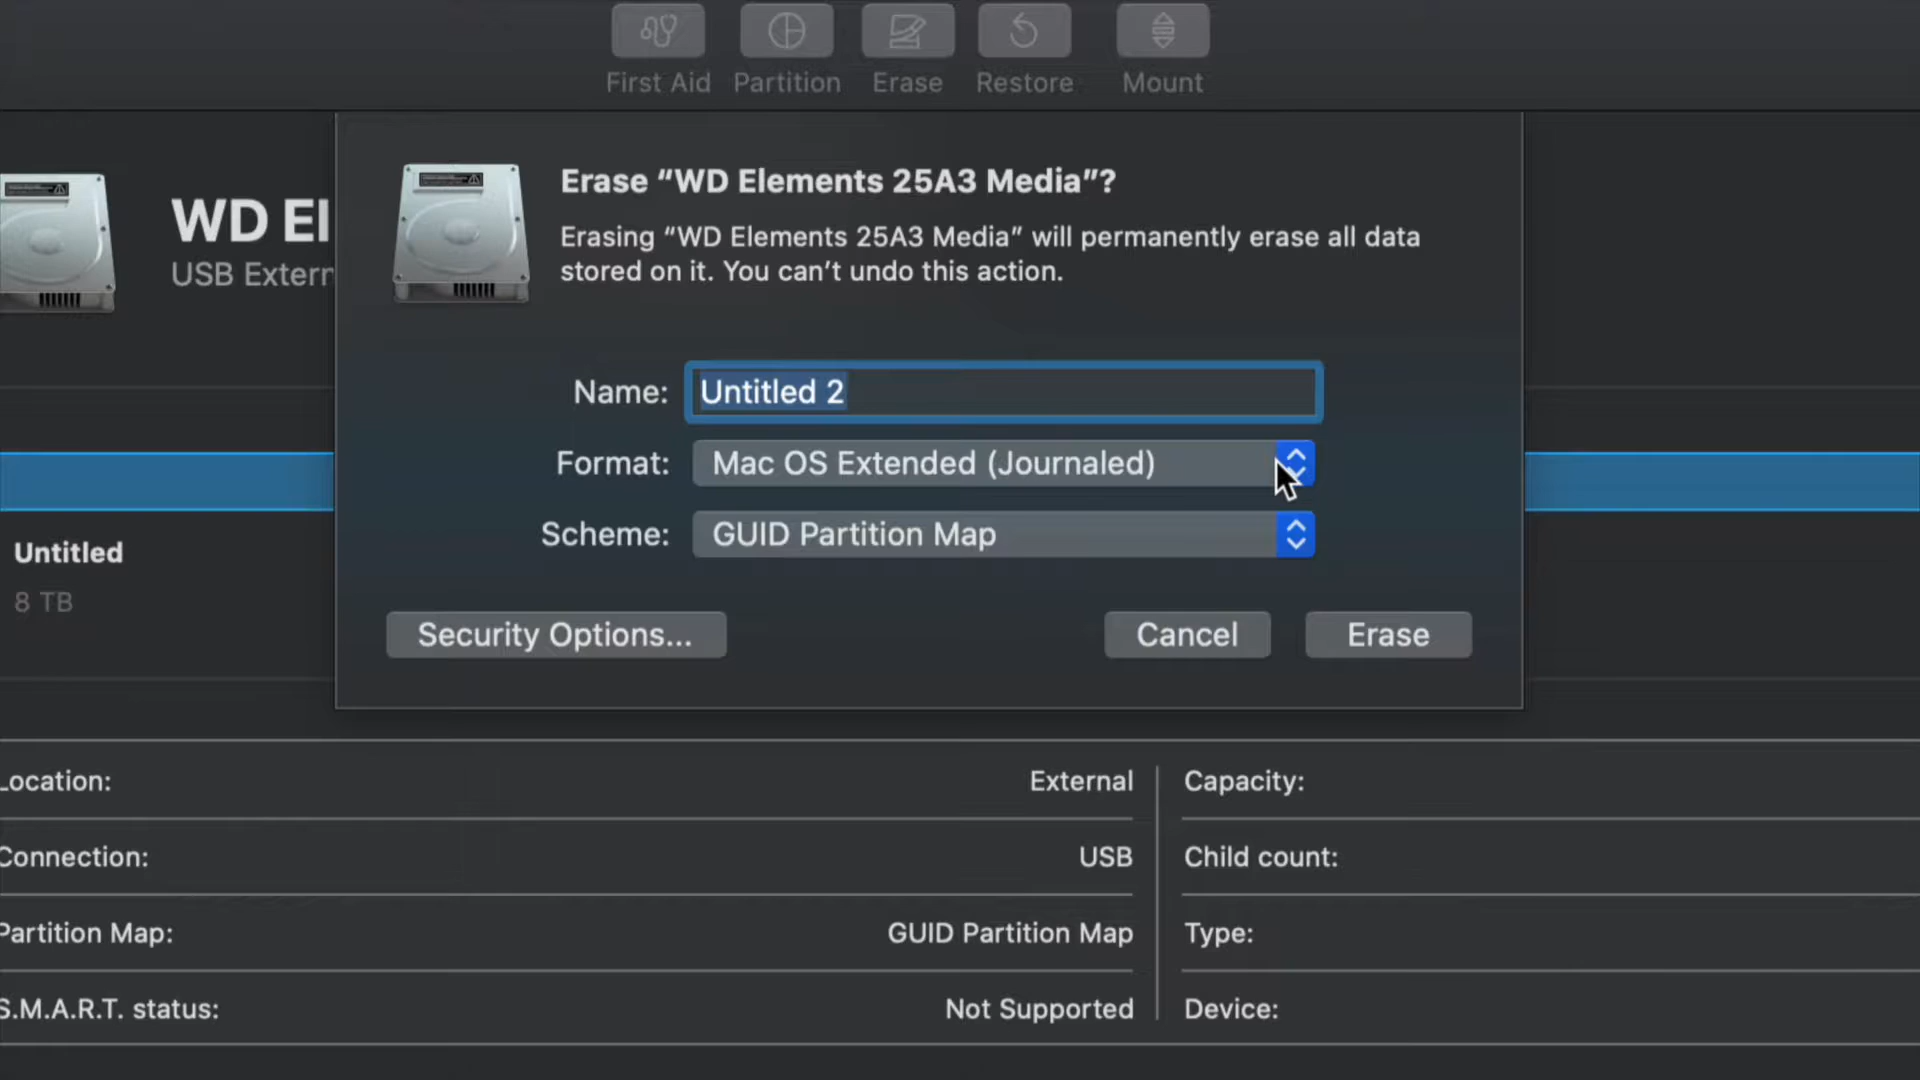 First Aid Partition Erase Restore Mount
WD El
USB Extern
Erase “WD Elements 25A3 Media”?
Erasing “WD Elements 25A3 Media” will permanently erase all data
stored on it. You can’t undo this action.
Name: Untitled 2
Format: Mac OS Extended (Journaled)
Scheme: GUID Partition Map
Security Options... Cancel Erase
Untitled
8 TB
Location: External Capacity:
Connection: USB Child count:
Partition Map: GUID Partition Map Type:
S.M.A.R.T. status: Not Supported Device: